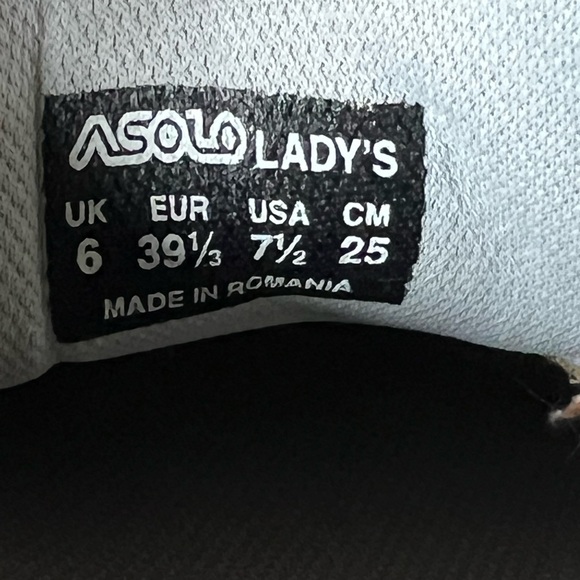 ASOLO LADY'S
UK EUR USA CM
6 39⅓ 7½ 25
MADE IN ROMANIA